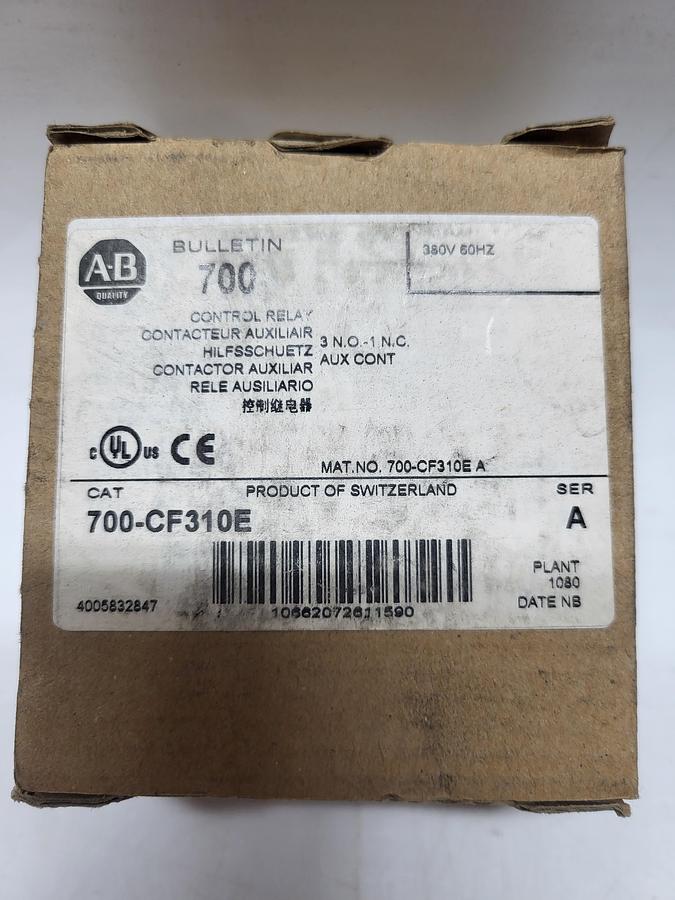 A-B
QUALITY
BULLETIN
700
380V 60HZ
CONTROL RELAY
CONTACTEUR AUXILIAIR
HILFSSCHUETZ
CONTACTOR AUXILIAR
RELE AUSILIARIO
控制继电器
3 N.O.-1 N.C.
AUX CONT
c UL US CE
MAT.NO. 700-CF310E A
CAT
PRODUCT OF SWITZERLAND
SER
700-CF310E
A
4005832847
10662072611590
PLANT
1080
DATE NB